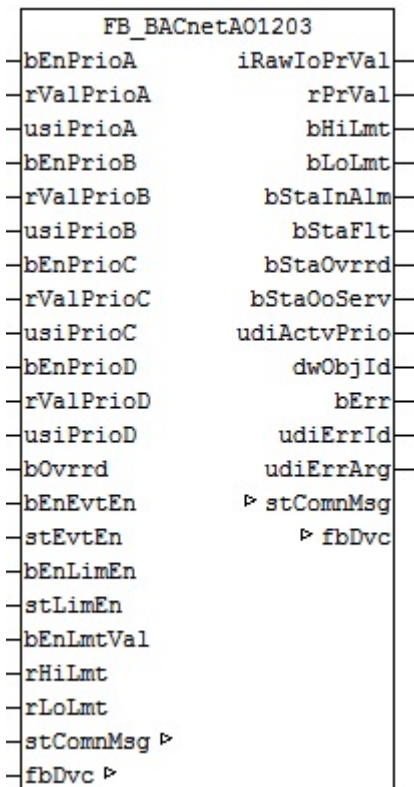 FB_BACnetAO1203
bEnPrioA iRawIoPrVal
rValPrioA rPrVal
usiPrioA bHiLmt
bEnPrioB bLoLmt
rValPrioB bStaInAlm
usiPrioB bStaFlt
bEnPrioC bStaOvrrd
rValPrioC bStaOoServ
usiPrioC udiActvPrio
bEnPrioD dwObjId
rValPrioD bErr
usiPrioD udiErrId
bOvrrd udiErrArg
bEnEvtEn stComnMsg
stEvtEn fbDvc
bEnLimEn
stLimEn
bEnLmtVal
rHiLmt
rLoLmt
stComnMsg
fbDvc